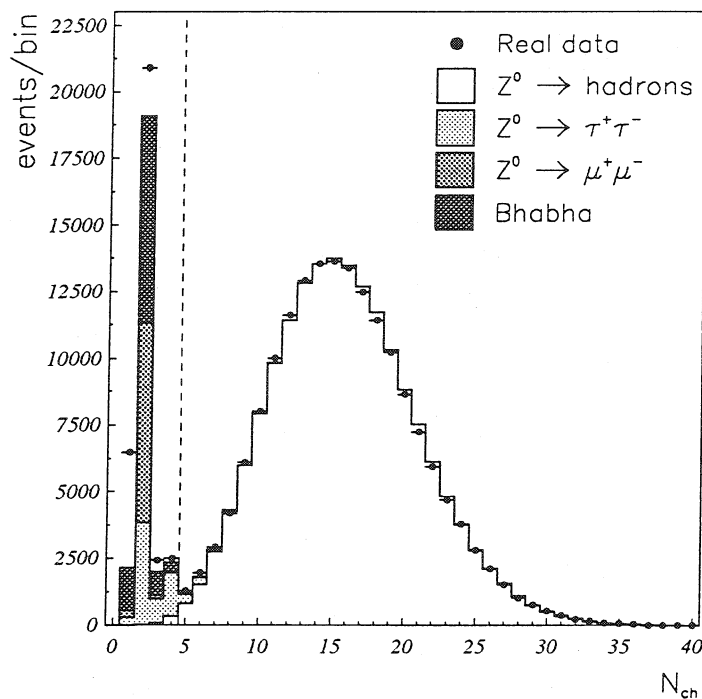 events/bin
22500
20000
17500
15000
12500
10000
7500
5000
2500
0
Real data
Z⁰ → hadrons
Z⁰ → τ⁺τ⁻
Z⁰ → μ⁺μ⁻
Bhabha
0 5 10 15 20 25 30 35 40
N_ch